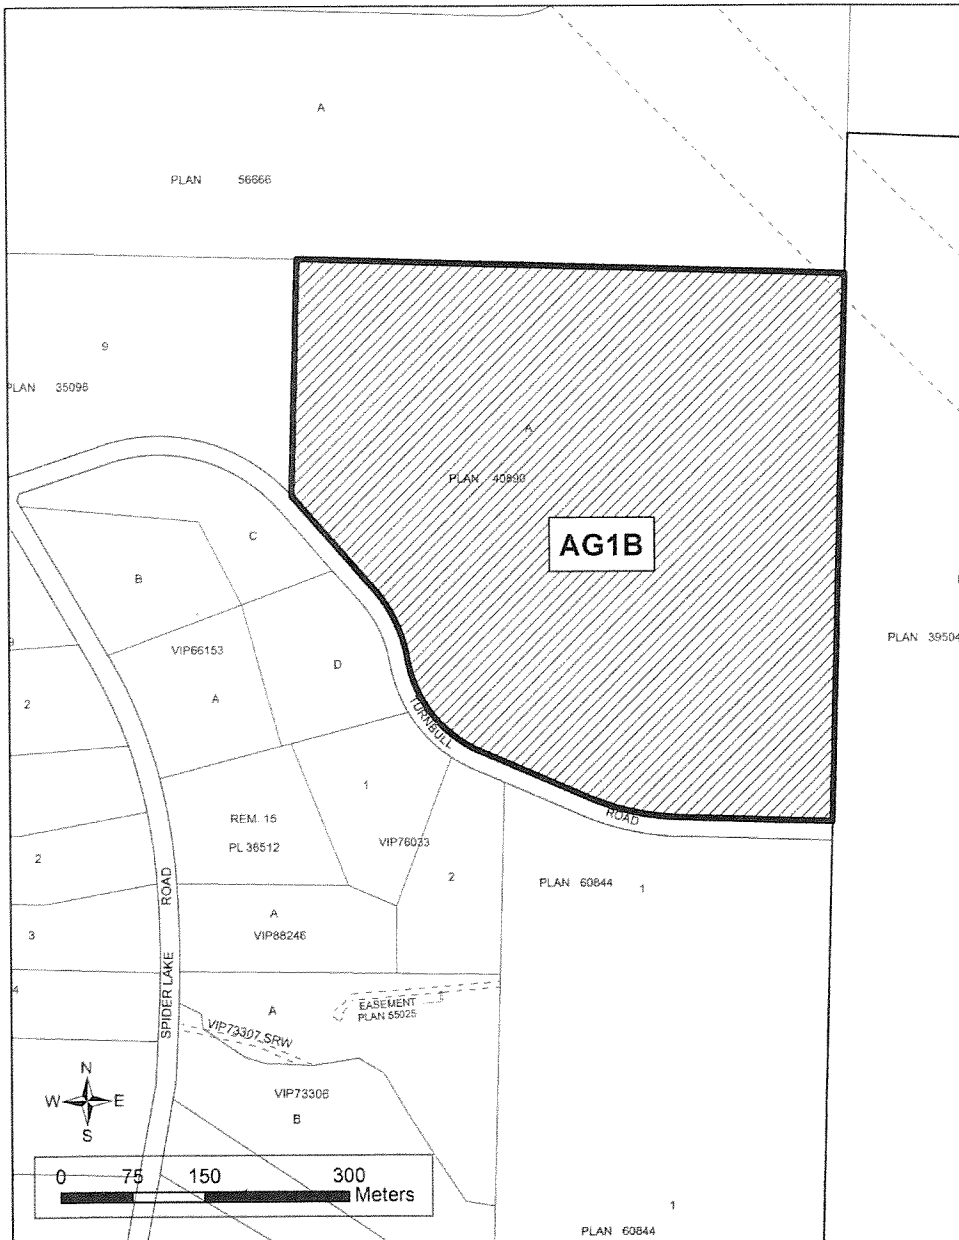 A
PLAN 56666
9
PLAN 35096
A
PLAN 40890
AG1B
C
B
VIP66153
D
A
PLAN 39504
2
TURNBULL
ROAD
1
REM. 15
PL 36512
VIP76033
2
2
PLAN 60844 1
ROAD
A
VIP88246
3
4
SPIDER LAKE
A
EASEMENT
PLAN 55025
VIP73307 SRW
VIP73306
B
N
W E
S
0 75 150 300
Meters
1
PLAN 60844